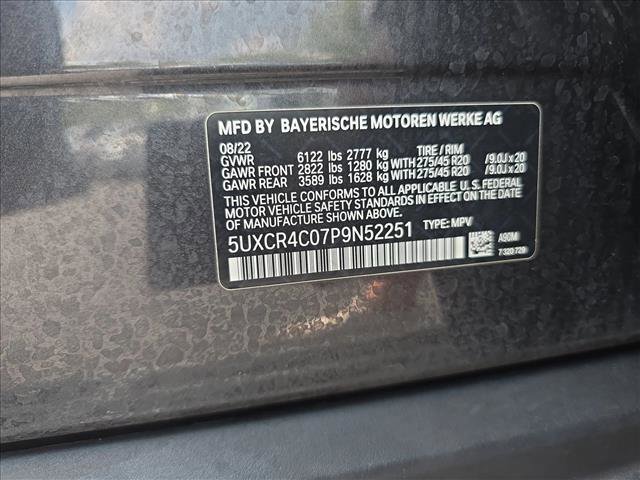 MFD BY BAYERISCHE MOTOREN WERKE AG
08/22 TIRE / RIM
GVWR 6122 lbs 2777 kg
GAWR FRONT 2822 lbs 1280 kg WITH 275/45 R20 /9.0J x 20
GAWR REAR 3589 lbs 1628 kg WITH 275/45 R20 /9.0J x 20
THIS VEHICLE CONFORMS TO ALL APPLICABLE U.S. FEDERAL
MOTOR VEHICLE SAFETY STANDARDS IN EFFECT ON THE DATE
OF MANUFACTURE SHOWN ABOVE.
5UXCR4C07P9N52251 TYPE: MPV
A90M
7 320 729